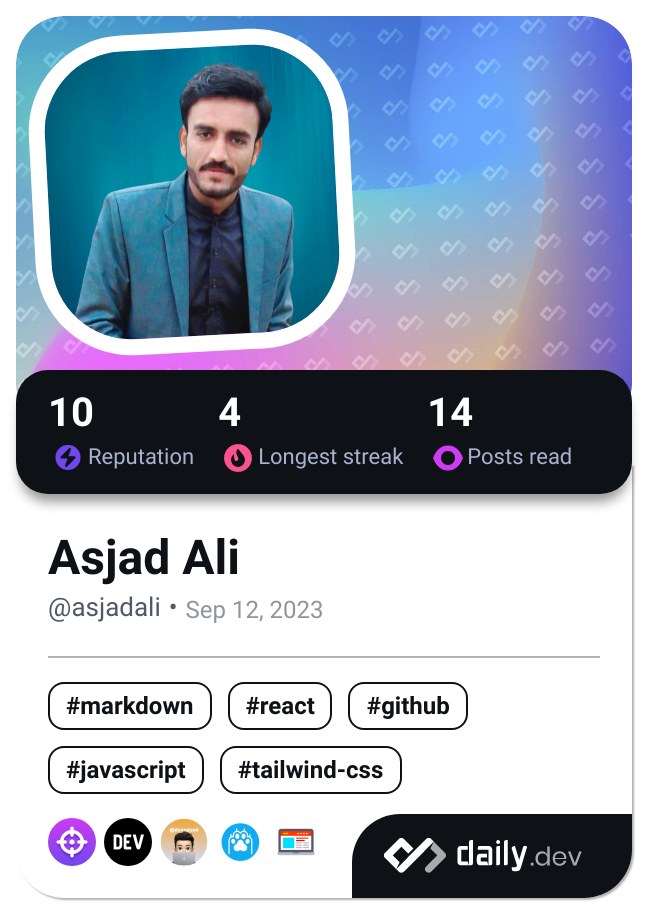 10 4 14
Reputation Longest streak Posts read
Asjad Ali
@asjadali • Sep 12, 2023
#markdown #react #github
#javascript #tailwind-css
DEV daily.dev